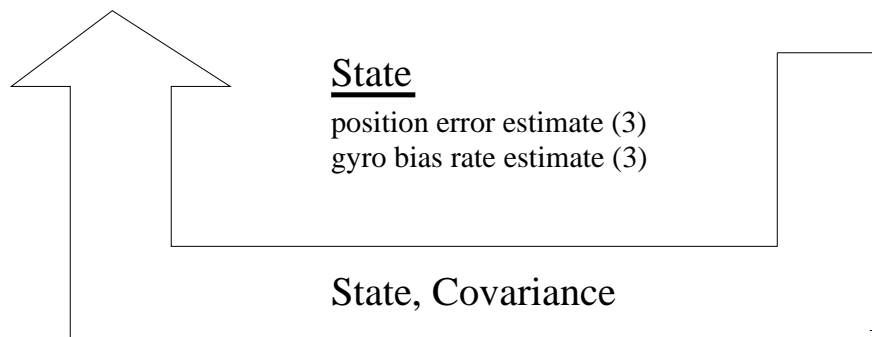 State
position error estimate (3)
gyro bias rate estimate (3)
State, Covariance